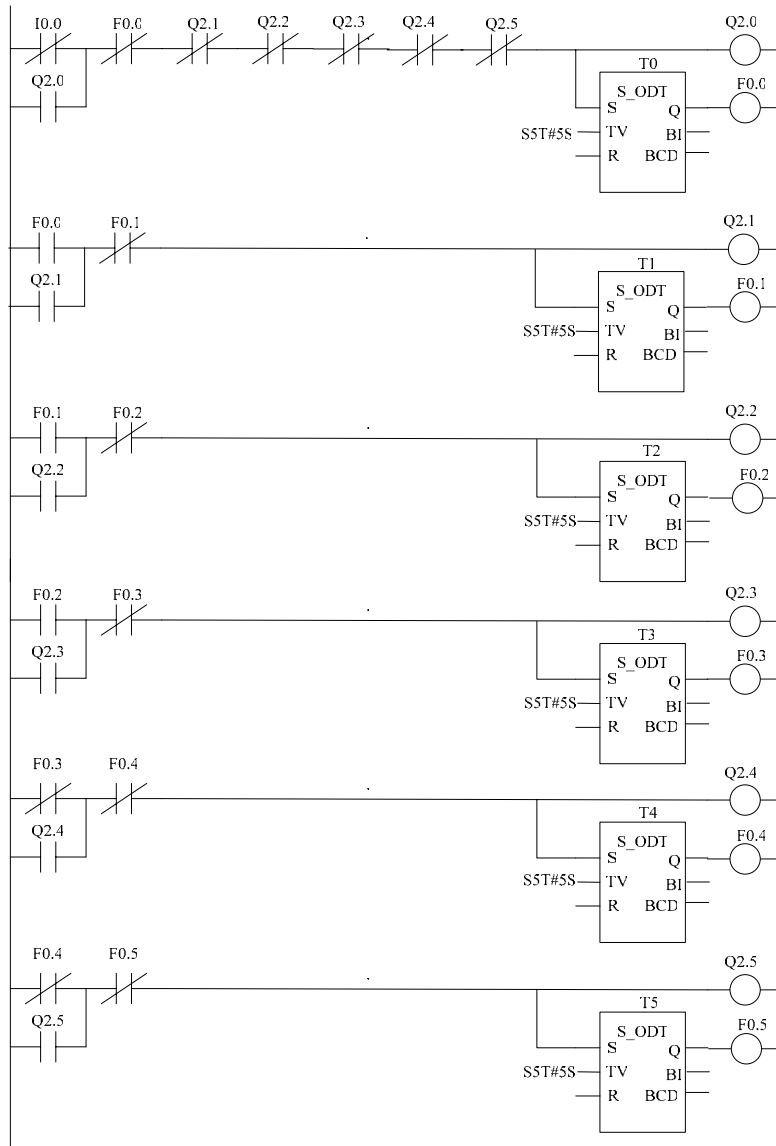 I0.0 F0.0 Q2.1 Q2.2 Q2.3 Q2.4 Q2.5 Q2.0
Q2.0
T0
S_ODT
F0.0
S Q
S5T#5S TV BI
R BCD
F0.0 F0.1 Q2.1
Q2.1
T1
S_ODT
F0.1
S Q
S5T#5S TV BI
R BCD
F0.1 F0.2 Q2.2
Q2.2
T2
S_ODT
F0.2
S Q
S5T#5S TV BI
R BCD
F0.2 F0.3 Q2.3
Q2.3
T3
S_ODT
F0.3
S Q
S5T#5S TV BI
R BCD
F0.3 F0.4 Q2.4
Q2.4
T4
S_ODT
F0.4
S Q
S5T#5S TV BI
R BCD
F0.4 F0.5 Q2.5
Q2.5
T5
S_ODT
F0.5
S Q
S5T#5S TV BI
R BCD